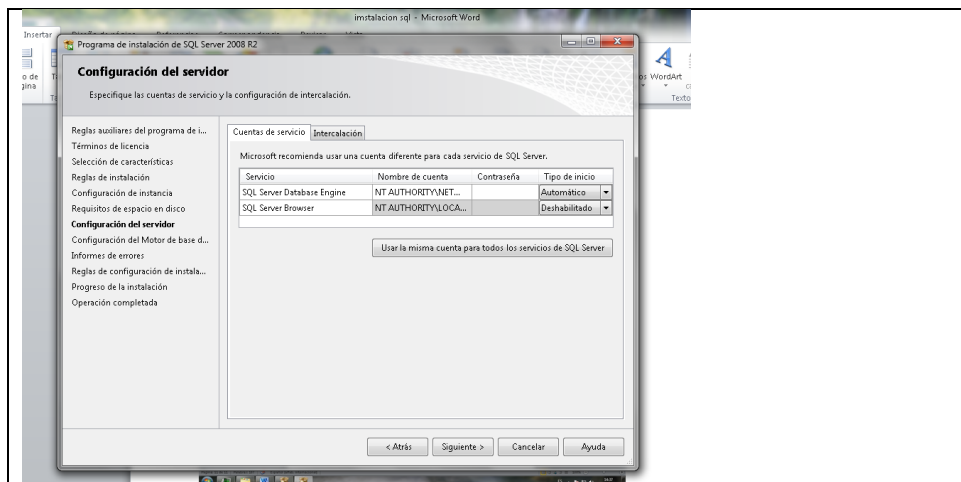 imstalacion sql - Microsoft Word
Insertar
Programa de instalación de SQL Server 2008 R2
WordArt
Texto
Configuración del servidor
Especifique las cuentas de servicio y la configuración de intercalación.
Reglas auxiliares del programa de i...
Términos de licencia
Selección de características
Reglas de instalación
Configuración de instancia
Requisitos de espacio en disco
Configuración del servidor
Configuración del Motor de base d...
Informes de errores
Reglas de configuración de instala...
Progreso de la instalación
Operación completada
Cuentas de servicio Intercalación
Microsoft recomienda usar una cuenta diferente para cada servicio de SQL Server.
Servicio Nombre de cuenta Contraseña Tipo de inicio
SQL Server Database Engine NT AUTHORITY\NET... Automático
SQL Server Browser NT AUTHORITY\LOCA... Deshabilitado
Usar la misma cuenta para todos los servicios de SQL Server
< Atrás Siguiente > Cancelar Ayuda